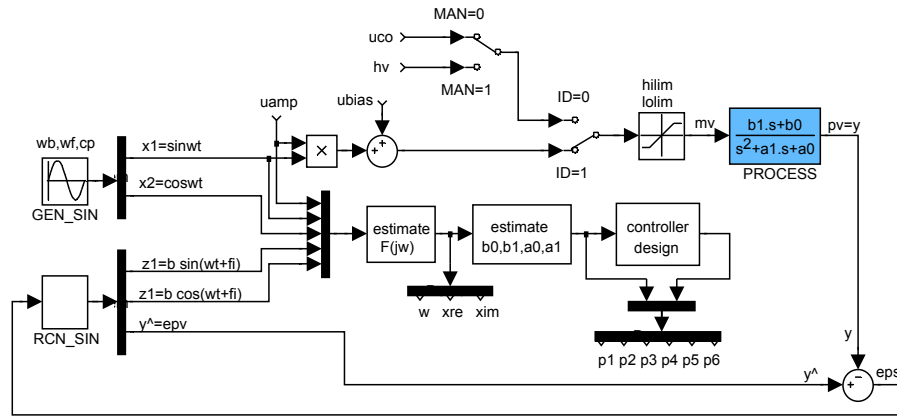 MAN=0
uco
hv
MAN=1
uamp
ubias
ID=0
hilim
lolim
mv
b1.s+b0
s2+a1.s+a0
pv=y
PROCESS
wb,wf,cp
x1=sinwt
×
+
+
ID=1
x2=coswt
GEN_SIN
estimate
F(jw)
estimate
b0,b1,a0,a1
controller
design
z1=b sin(wt+fi)
z1=b cos(wt+fi)
w xre xim
RCN_SIN
y^=epv
p1 p2 p3 p4 p5 p6
y
y^
+
−
eps